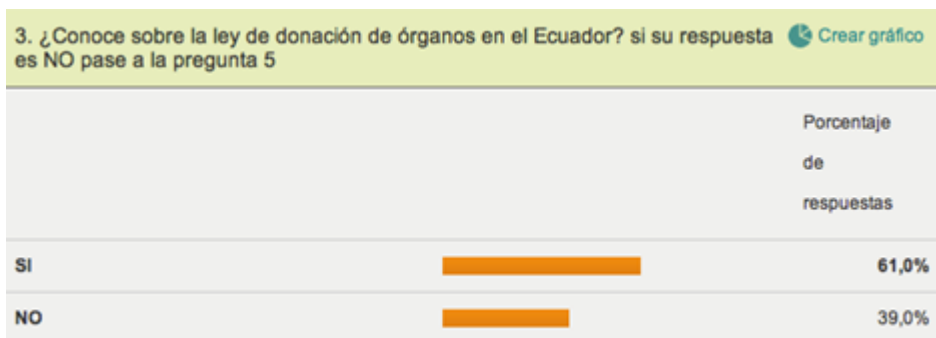 3. ¿Conoce sobre la ley de donación de órganos en el Ecuador? si su respuesta
es NO pase a la pregunta 5
Crear gráfico
Porcentaje
de
respuestas
SI 61,0%
NO 39,0%